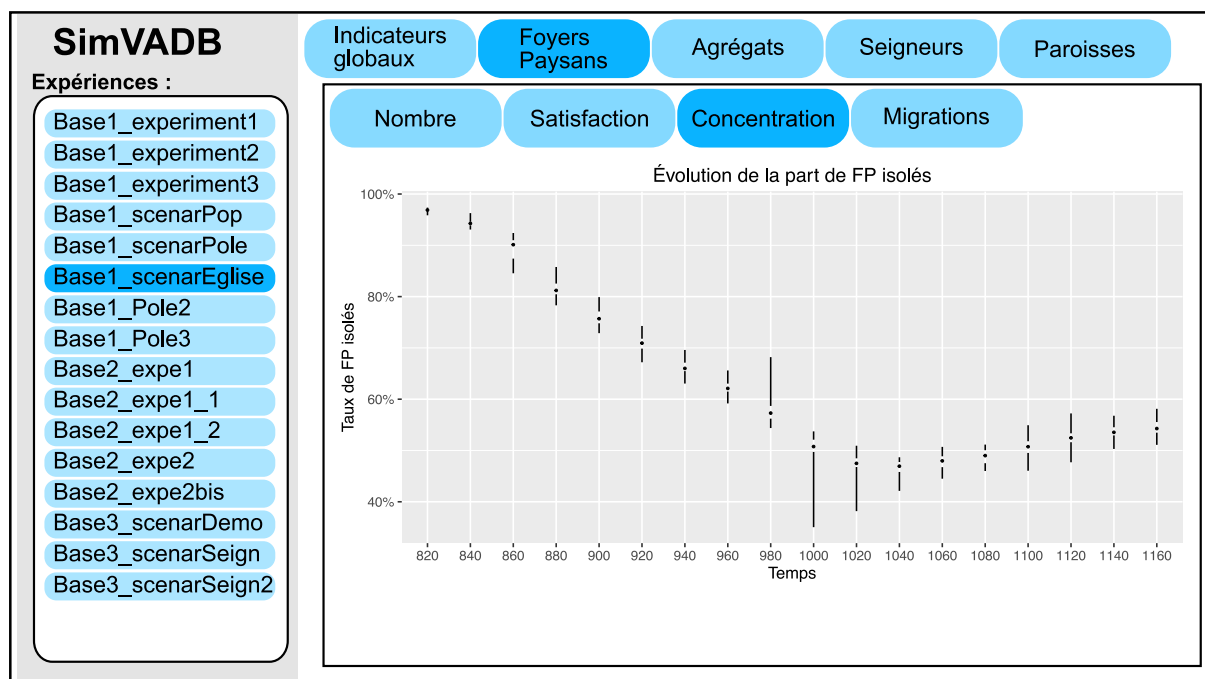 SimVADB
Expériences :
Base1_experiment1
Base1_experiment2
Base1_experiment3
Base1_scenarPop
Base1_scenarPole
Base1_scenarEglise
Base1_Pole2
Base1_Pole3
Base2_expe1
Base2_expe1_1
Base2_expe1_2
Base2_expe2
Base2_expe2bis
Base3_scenarDemo
Base3_scenarSeign
Base3_scenarSeign2
Indicateurs
globaux
Foyers
Paysans
Agrégats
Seigneurs
Paroisses
Nombre
Satisfaction
Concentration
Migrations
Évolution de la part de FP isolés
Taux de FP isolés
100%
80%
60%
40%
820 840 860 880 900 920 940 960 980 1000 1020 1040 1060 1080 1100 1120 1140 1160
Temps